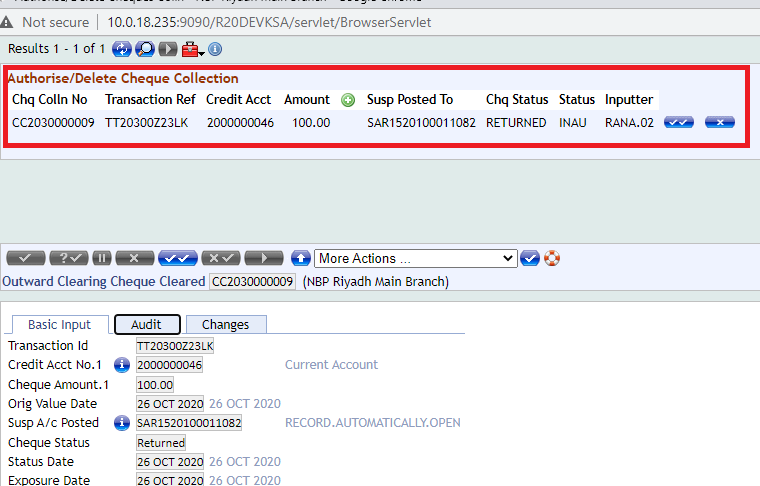 Not secure | 10.0.18.235:9090/R20DEVKSA/servlet/BrowserServlet
Results 1 - 1 of 1
Authorise/Delete Cheque Collection
Chq Colln No Transaction Ref Credit Acct Amount Susp Posted To Chq Status Status Inputter
CC2030000009 TT20300Z23LK 2000000046 100.00 SAR1520100011082 RETURNED INAU RANA.02
More Actions ...
Outward Clearing Cheque Cleared CC2030000009 (NBP Riyadh Main Branch)
Basic Input Audit Changes
Transaction Id TT20300Z23LK
Credit Acct No.1 2000000046 Current Account
Cheque Amount.1 100.00
Orig Value Date 26 OCT 2020 26 OCT 2020
Susp A/c Posted SAR1520100011082 RECORD.AUTOMATICALLY.OPEN
Cheque Status Returned
Status Date 26 OCT 2020 26 OCT 2020
Exposure Date 26 OCT 2020 26 OCT 2020